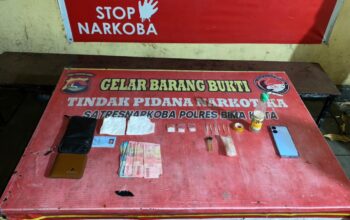 STOP
NARKOBA
GELAR BARANG BUKTI
TINDAK PIDANA NARKOTIKA
SATRESNARKOBA POLRES BIMA KOTA